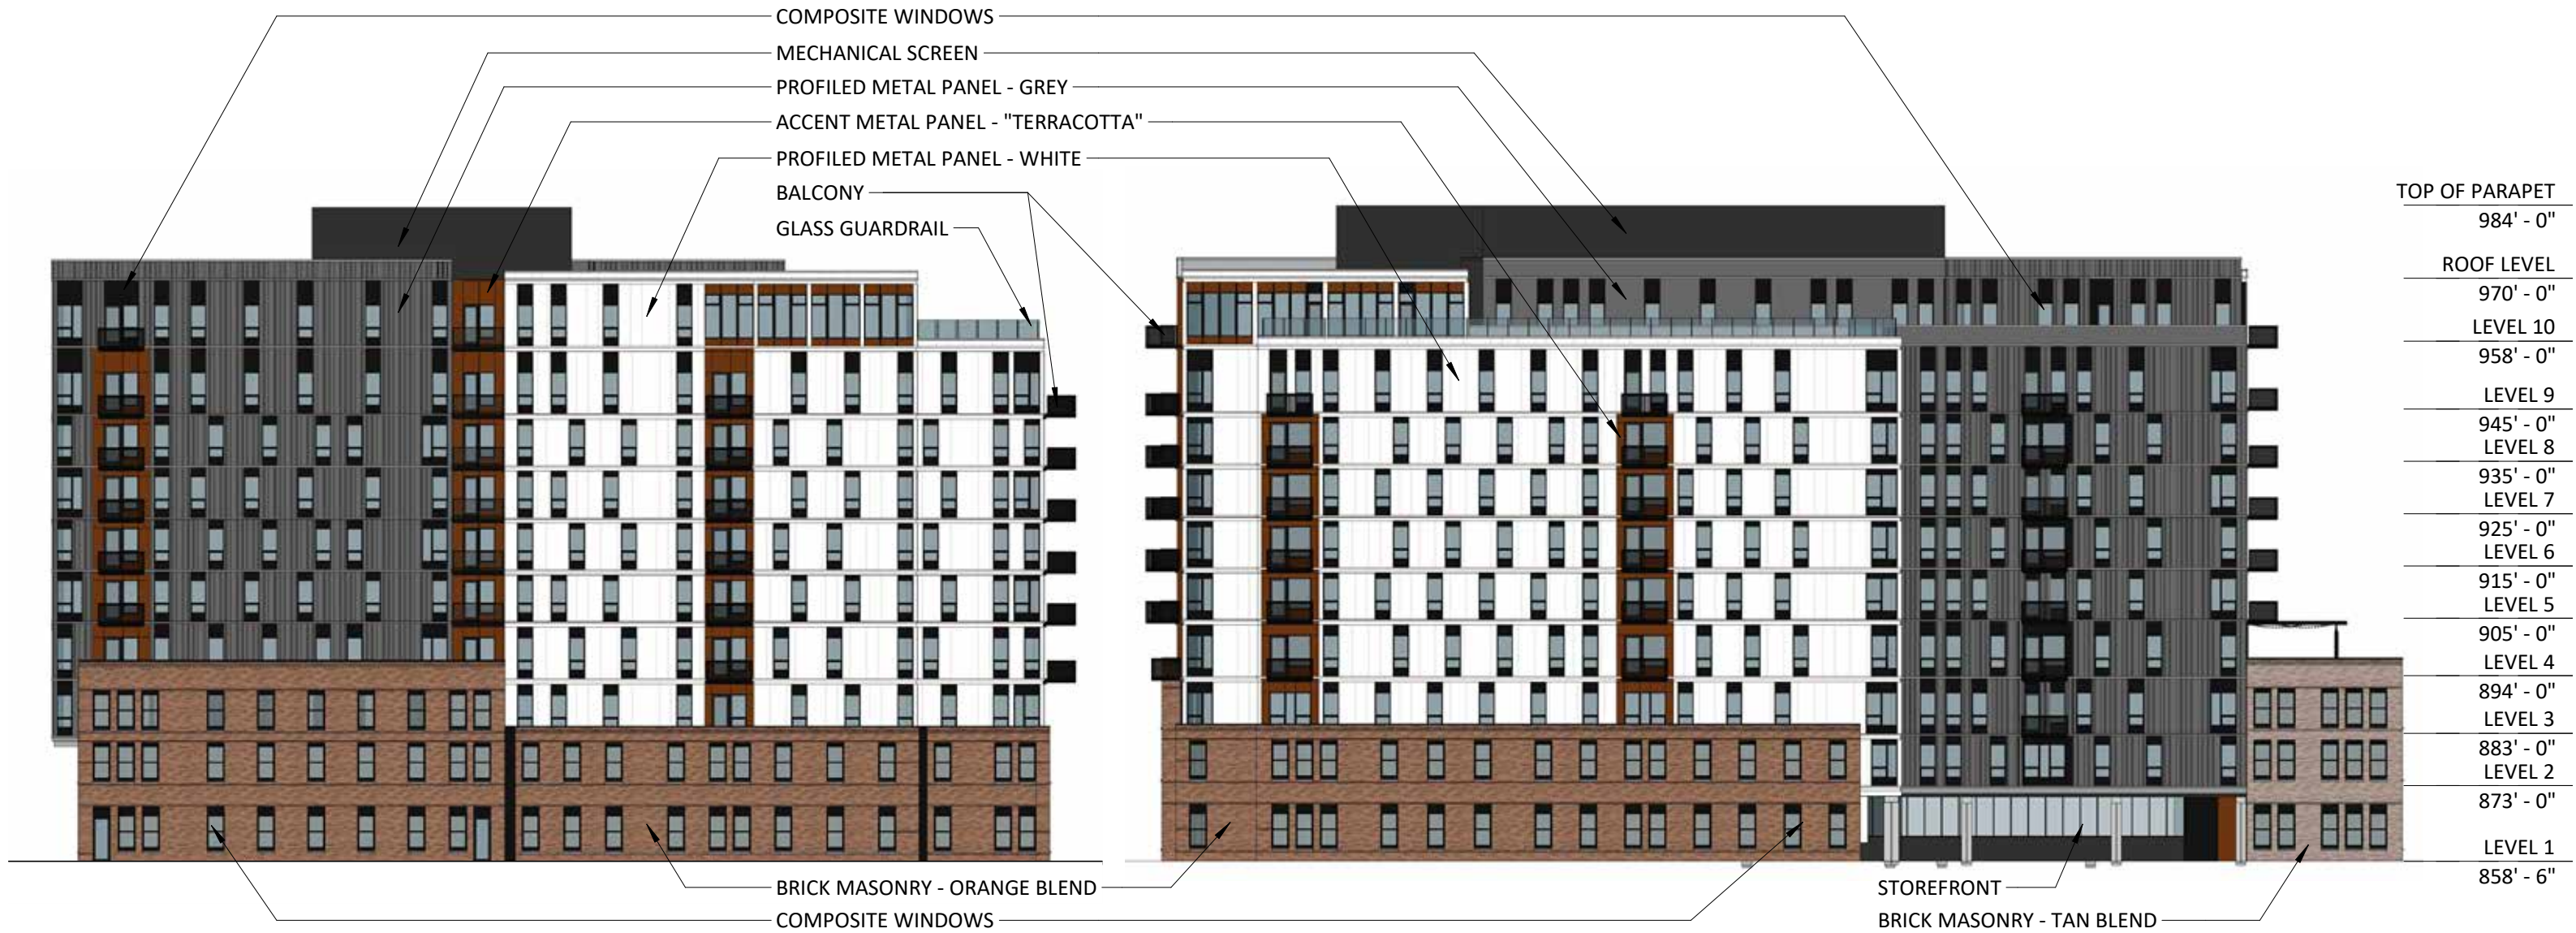 COMPOSITE WINDOWS
MECHANICAL SCREEN
PROFILED METAL PANEL - GREY
ACCENT METAL PANEL - "TERRACOTTA"
PROFILED METAL PANEL - WHITE
BALCONY
GLASS GUARDRAIL
TOP OF PARAPET
984' - 0"
ROOF LEVEL
970' - 0"
LEVEL 10
958' - 0"
LEVEL 9
945' - 0"
LEVEL 8
935' - 0"
LEVEL 7
925' - 0"
LEVEL 6
915' - 0"
LEVEL 5
905' - 0"
LEVEL 4
894' - 0"
LEVEL 3
883' - 0"
LEVEL 2
873' - 0"
LEVEL 1
858' - 6"
BRICK MASONRY - ORANGE BLEND
COMPOSITE WINDOWS
STOREFRONT
BRICK MASONRY - TAN BLEND